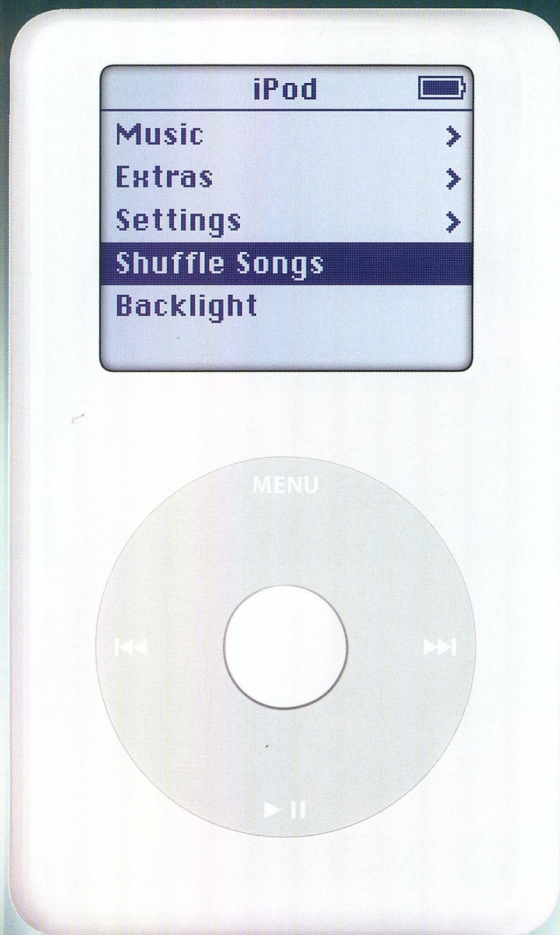 iPod
Music
Extras
Settings
Shuffle Songs
Backlight
MENU